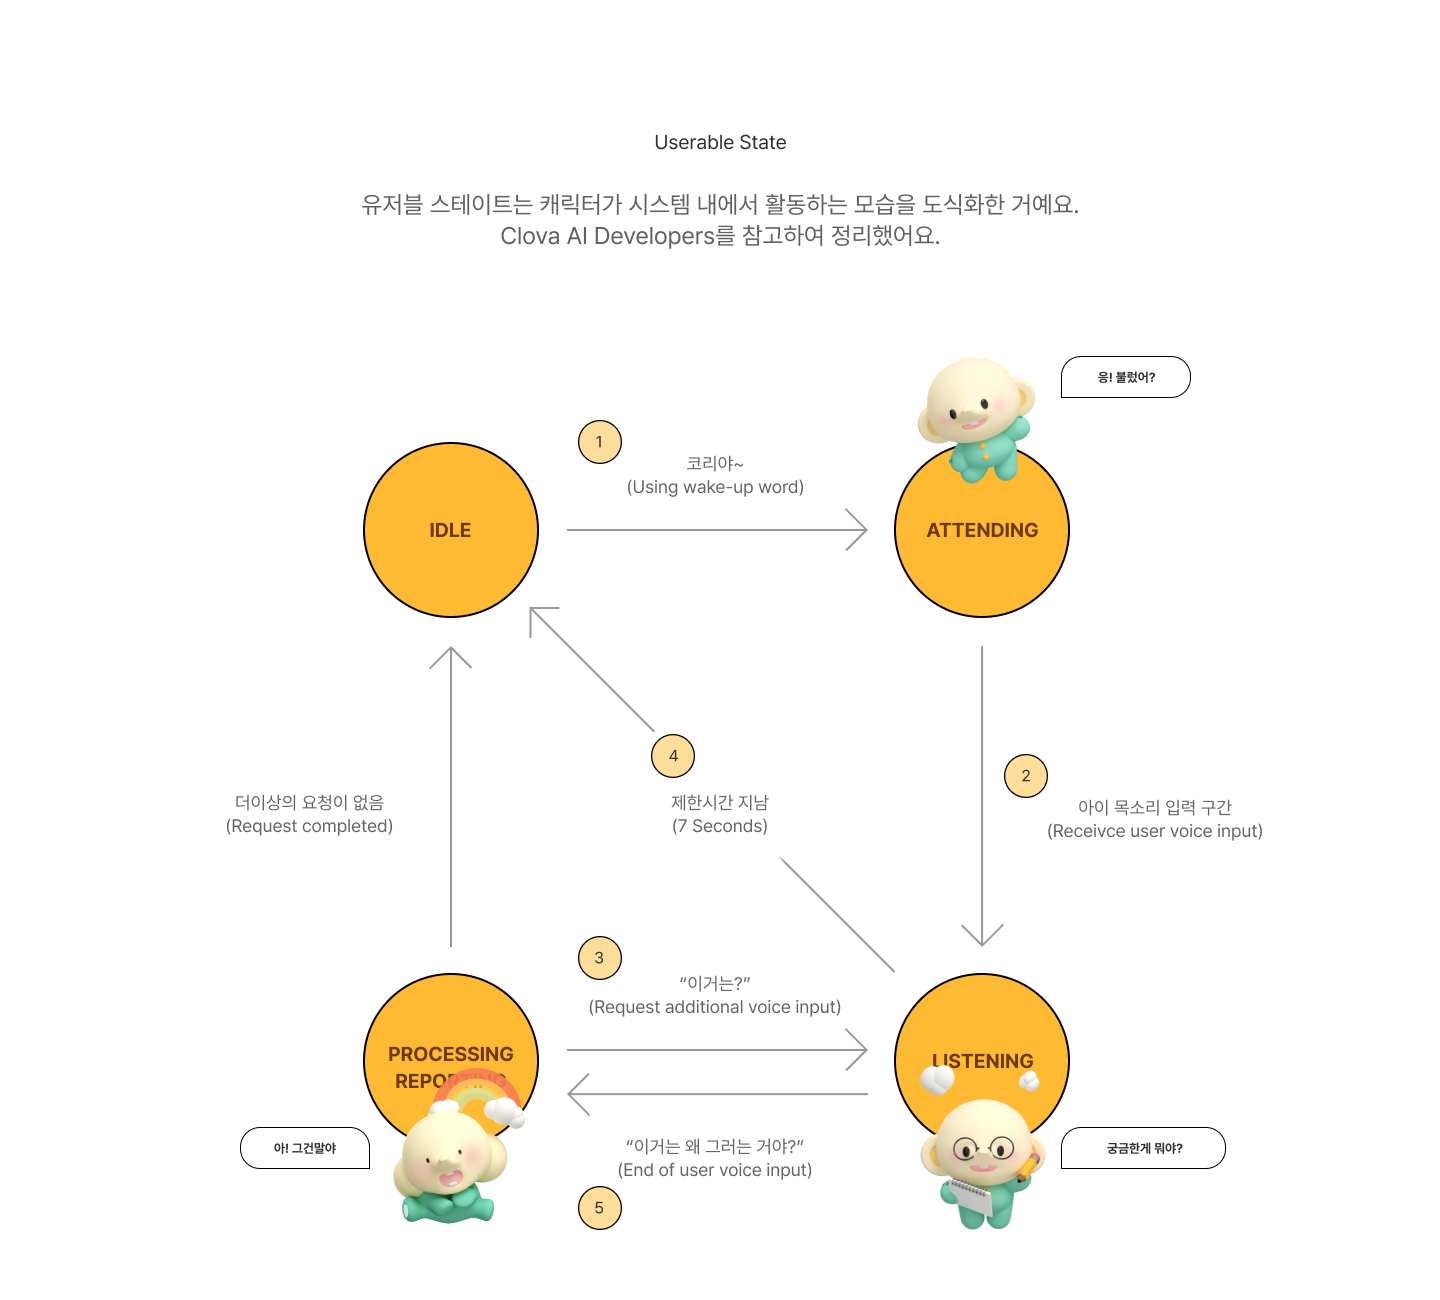 Userable State
유저블 스테이트는 캐릭터가 시스템 내에서 활동하는 모습을 도식화한 거예요.
Clova AI Developers를 참고하여 정리했어요.
응! 불렀어?
1
코리야~
(Using wake-up word)
IDLE
ATTENDING
4
2
더이상의 요청이 없음
(Request completed)
제한시간 지남
(7 Seconds)
아이 목소리 입력 구간
(Receivce user voice input)
3
“이거는?”
(Request additional voice input)
PROCESSING
REPORTING
LISTENING
아! 그건말야
“이거는 왜 그러는 거야?”
(End of user voice input)
궁금한게 뭐야?
5